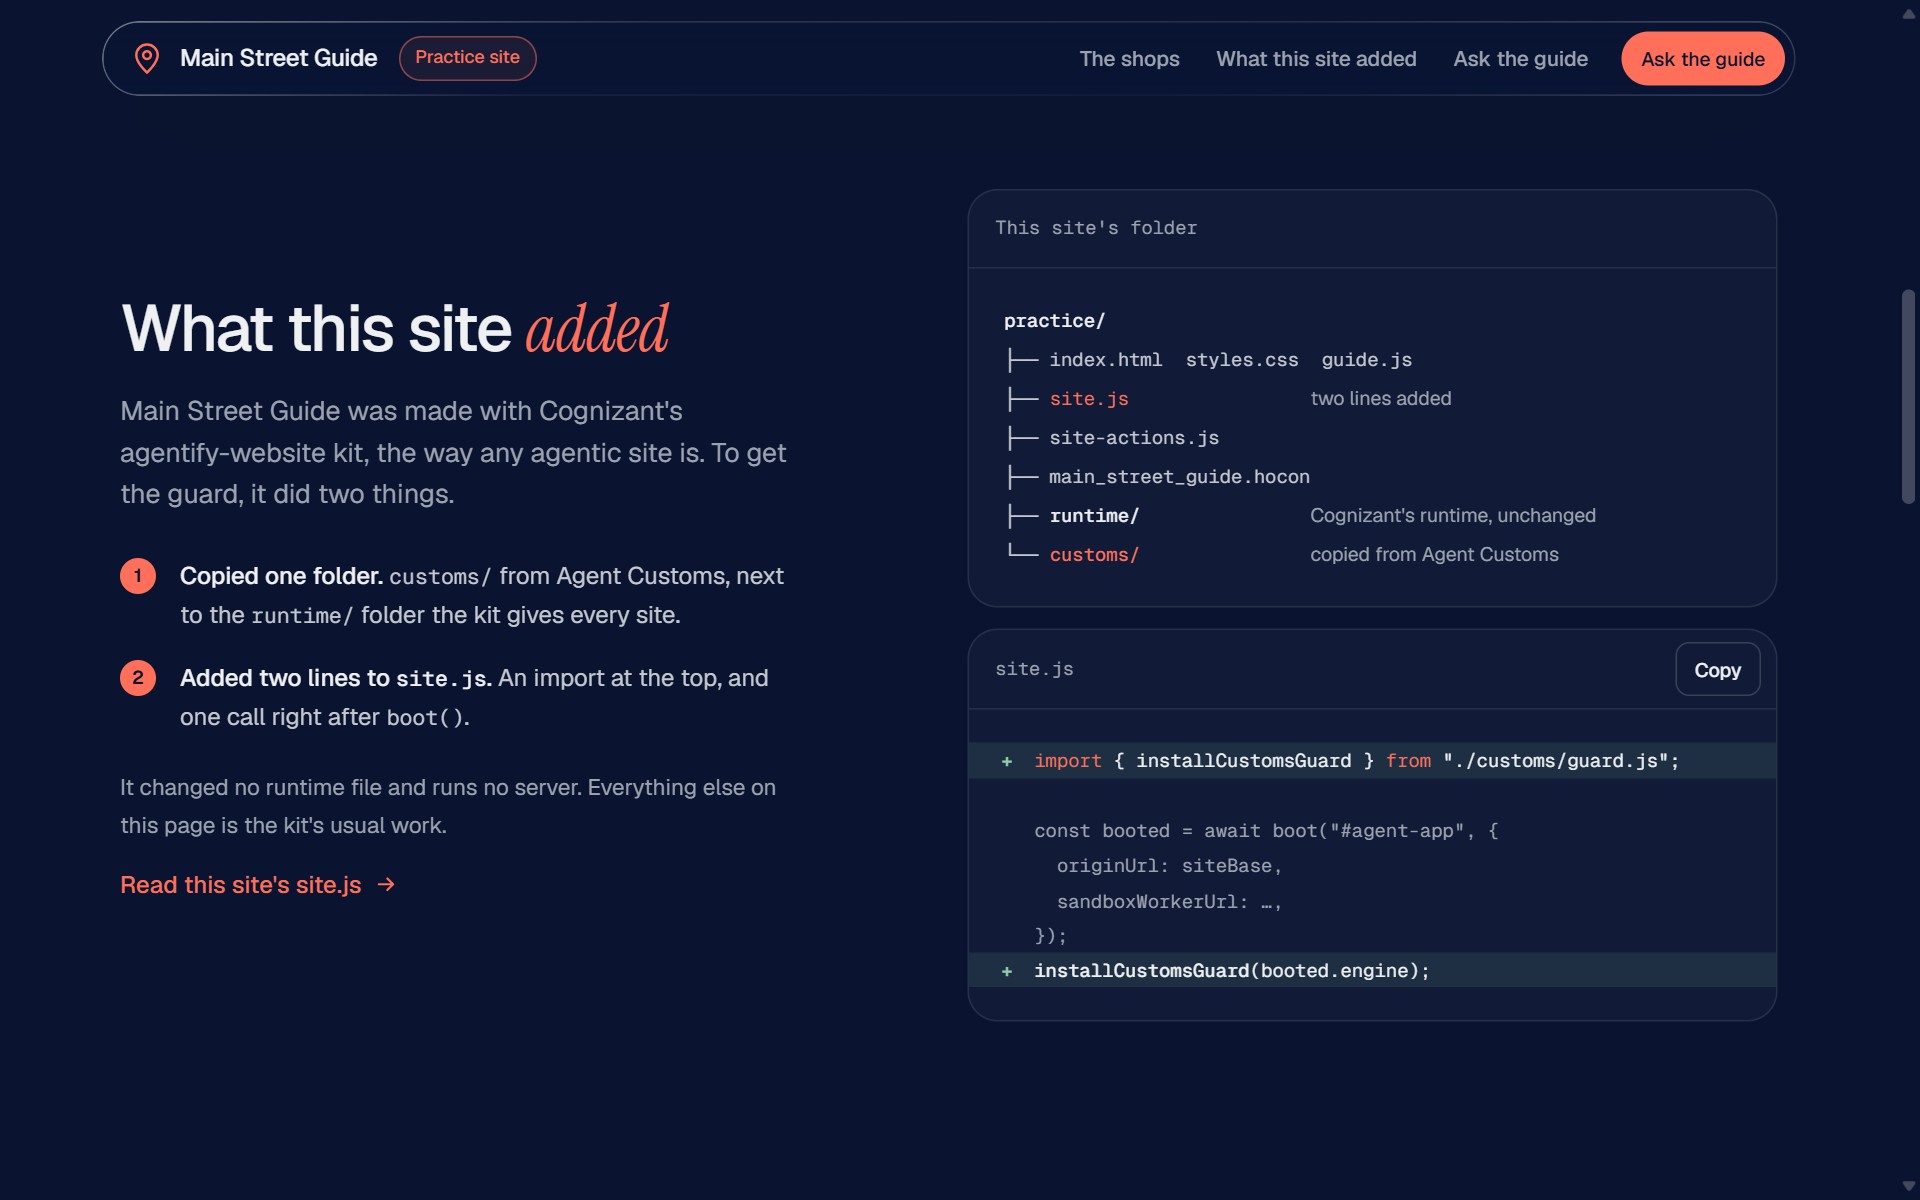 Main Street Guide
Practice site
The shops
What this site added
Ask the guide
Ask the guide
What this site added
Main Street Guide was made with Cognizant's
agentify-website kit, the way any agentic site is. To get
the guard, it did two things.
1 Copied one folder. customs/ from Agent Customs, next
to the runtime/ folder the kit gives every site.
2 Added two lines to site.js. An import at the top, and
one call right after boot().
It changed no runtime file and runs no server. Everything else on
this page is the kit's usual work.
Read this site's site.js →
This site's folder
practice/
├── index.html  styles.css  guide.js
├── site.js two lines added
├── site-actions.js
├── main_street_guide.hocon
├── runtime/ Cognizant's runtime, unchanged
└── customs/ copied from Agent Customs
site.js
Copy
+ import { installCustomsGuard } from "./customs/guard.js";
const booted = await boot("#agent-app", {
originUrl: siteBase,
sandboxWorkerUrl: …,
});
+ installCustomsGuard(booted.engine);